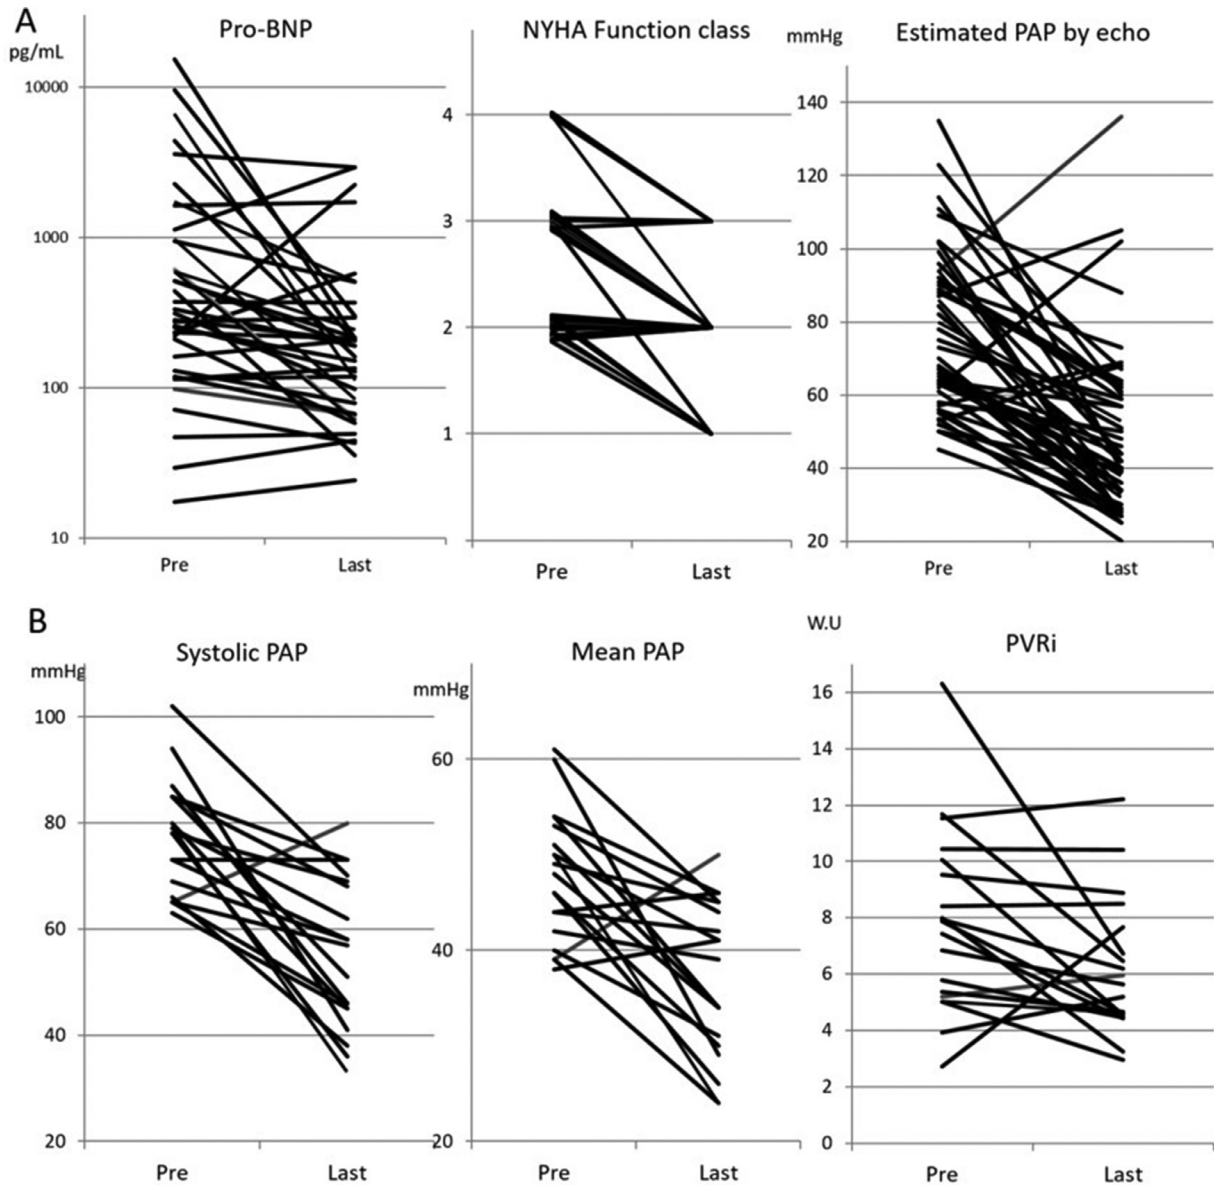 A
Pro-BNP
NYHA Function class
Estimated PAP by echo
pg/mL
mmHg
10000
1000
100
10
4
3
2
1
140
120
100
80
60
40
20
Pre
Last
Pre
Last
Pre
Last
B
Systolic PAP
Mean PAP
PVRi
mmHg
mmHg
W.U
100
80
60
40
20
60
40
20
16
14
12
10
8
6
4
2
0
Pre
Last
Pre
Last
Pre
Last